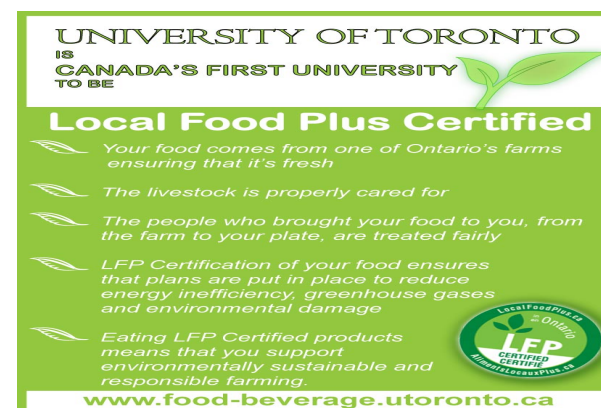 UNIVERSITY OF TORONTO
IS
CANADA'S FIRST UNIVERSITY
TO BE
Local Food Plus Certified
Your food comes from one of Ontario's farms
ensuring that it's fresh
The livestock is properly cared for
The people who brought your food to you, from
the farm to your plate, are treated fairly
LFP Certification of your food ensures
that plans are put in place to reduce
energy inefficiency, greenhouse gases
and environmental damage
Eating LFP Certified products
means that you support
environmentally sustainable and
responsible farming.
LocalFoodPlus.ca
Ontario
LFP
CERTIFIED
CERTIFIÉ
AlimentsLocauxPlus.ca
www.food-beverage.utoronto.ca